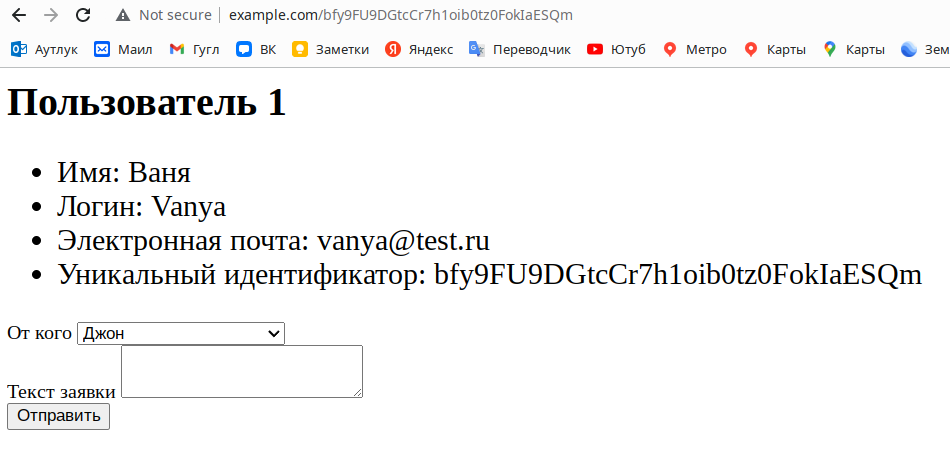 Not secure example.com/bfy9FU9DGtcCr7h1oib0tz0FokIaESQm
Аутлук Маил Гугл ВК Заметки Яндекс Переводчик Ютуб Метро Карты Карты Зем
Пользователь 1
Имя: Ваня
Логин: Vanya
Электронная почта: vanya@test.ru
Уникальный идентификатор: bfy9FU9DGtcCr7h1oib0tz0FokIaESQm
От кого Джон
Текст заявки
Отправить